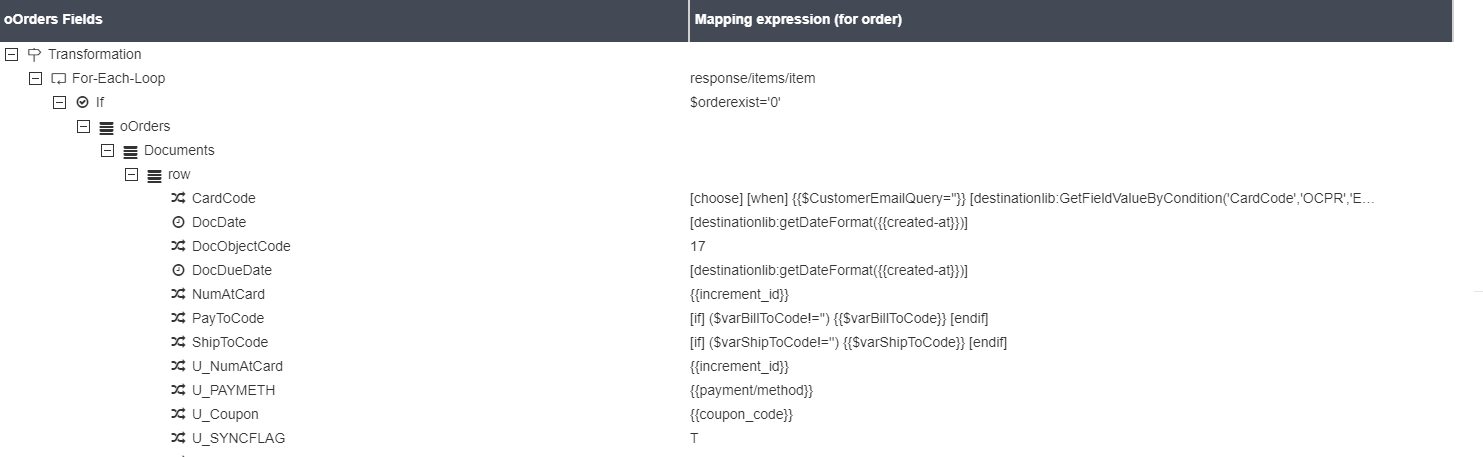 oOrders Fields Mapping expression (for order)
Transformation
For-Each-Loop response/items/item
If $orderexist='0'
oOrders
Documents
row
CardCode [choose] [when] {{$CustomerEmailQuery=''}} [destinationlib:GetFieldValueByCondition('CardCode','OCPR','E...
DocDate [destinationlib:getDateFormat({{created-at}})]
DocObjectCode 17
DocDueDate [destinationlib:getDateFormat({{created-at}})]
NumAtCard {{increment_id}}
PayToCode [if] ($varBillToCode!='') {{$varBillToCode}} [endif]
ShipToCode [if] ($varShipToCode!='') {{$varShipToCode}} [endif]
U_NumAtCard {{increment_id}}
U_PAYMETH {{payment/method}}
U_Coupon {{coupon_code}}
U_SYNCFLAG T